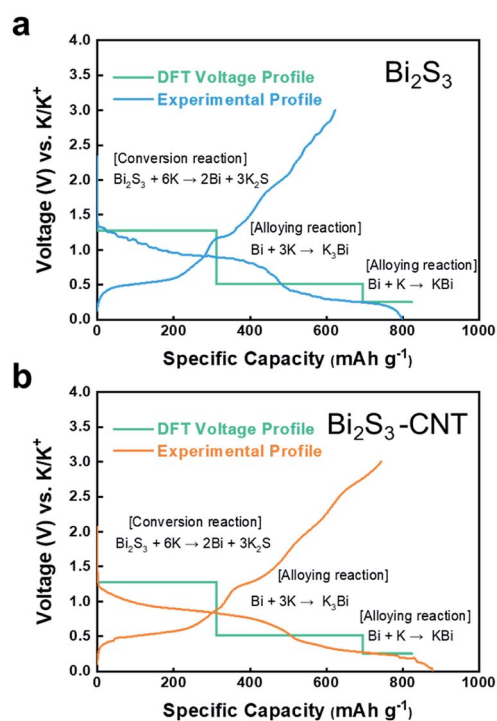 a
Bi₂S₃
DFT Voltage Profile
Experimental Profile
[Conversion reaction]
Bi₂S₃ + 6K → 2Bi + 3K₂S
[Alloying reaction]
Bi + 3K → K₃Bi
[Alloying reaction]
Bi + K → KBi
Voltage (V) vs. K/K⁺
4.0
3.5
3.0
2.5
2.0
1.5
1.0
0.5
0.0
0 200 400 600 800 1000
Specific Capacity (mAh g⁻¹)
b
Bi₂S₃-CNT
DFT Voltage Profile
Experimental Profile
[Conversion reaction]
Bi₂S₃ + 6K → 2Bi + 3K₂S
[Alloying reaction]
Bi + 3K → K₃Bi
[Alloying reaction]
Bi + K → KBi
Voltage (V) vs. K/K⁺
4.0
3.5
3.0
2.5
2.0
1.5
1.0
0.5
0.0
0 200 400 600 800 1000
Specific Capacity (mAh g⁻¹)